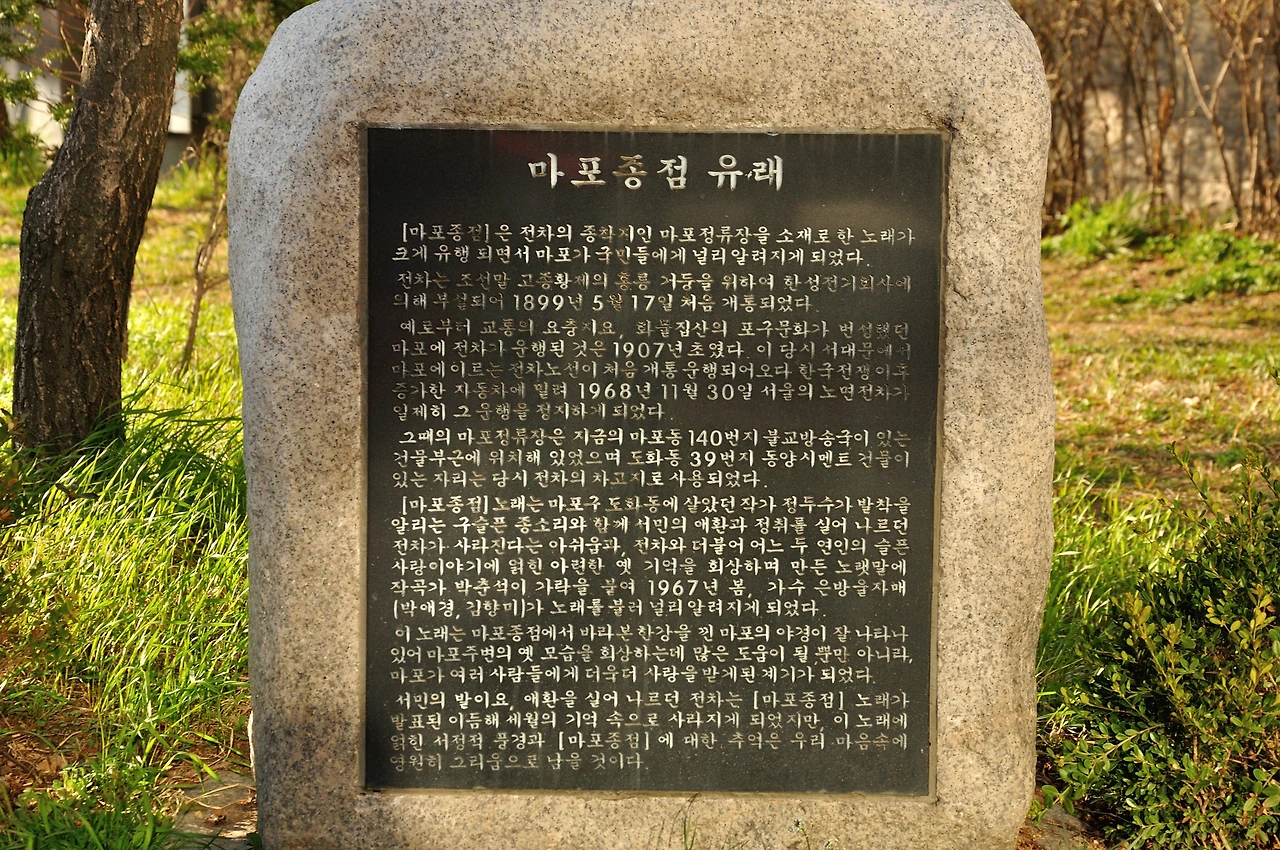 마포종점 유래
[마포종점]은 전차의 종착지인 마포정류장을 소재로한 노래가
크게 유행 되면서 마포가 국민들에게 널리 알려지게 되었다.
전차는 조선말 고종황제의 홍릉 거둥을 위하여 한성전기회사에
의해 부설되어 1899년 5월 17일 처음 개통되었다.
예로부터 교통의 요충지요, 화물집산의 포구문화가 번성했던
마포에 전차가 운행된 것은 1907년 초였다. 이 당시 서대문에서
마포에이르는 전차노선이 처음 개통 운행되어오다 한국전쟁이후
증가한 자동차에 밀려 1968년 11월 30일 서울의 노면전차가
일제히 그 운행을 정지하게 되었다.
그때의 마포정류장은 지금의 마포동 140번지 불교방송국이 있는
건물부근에 위치해 있었으며 도화동 39번지 동양시멘트 건물이
있는 자리는 당시 전차의 차고지로 사용되었다.
[마포종점]노래는 마포구 도화동에 살았던 작가 정두수가 발착을
알리는 구슬픈 종소리와 함께 서민의 애환과 정취를 실어 나르던
전차가 사라진다는 아쉬움과, 전차와 더불어 어느 두 연인의 슬픈
사랑이야기에 얽힌 아련한 옛 기억을 회상하며 만든 노랫말에
작곡가 박춘석이 가락을 붙여 1967년 봄, 가수 은방울자매
(박애경, 김향미)가 노래를 불러 널리 알려지게 되었다.
이 노래는 마포종점에서 바라본 한강을 낀 마포의 야경이 잘 나타나
있어 마포주변의 옛 모습을 회상하는데 많은 도움이 될 뿐만 아니라,
마포가 여러 사람들에게 더욱더 사랑을 받게된 계기가 되었다.
서민의 발이요, 애환을 실어 나르던 전차는 [마포종점] 노래가
발표된 이듬해 세월의 기억 속으로 사라지게 되었지만, 이 노래에
얽힌 서정적 풍경과 [마포종점]에 대한 추억은 우리 마음속에
영원히 그리움으로 남을 것이다.